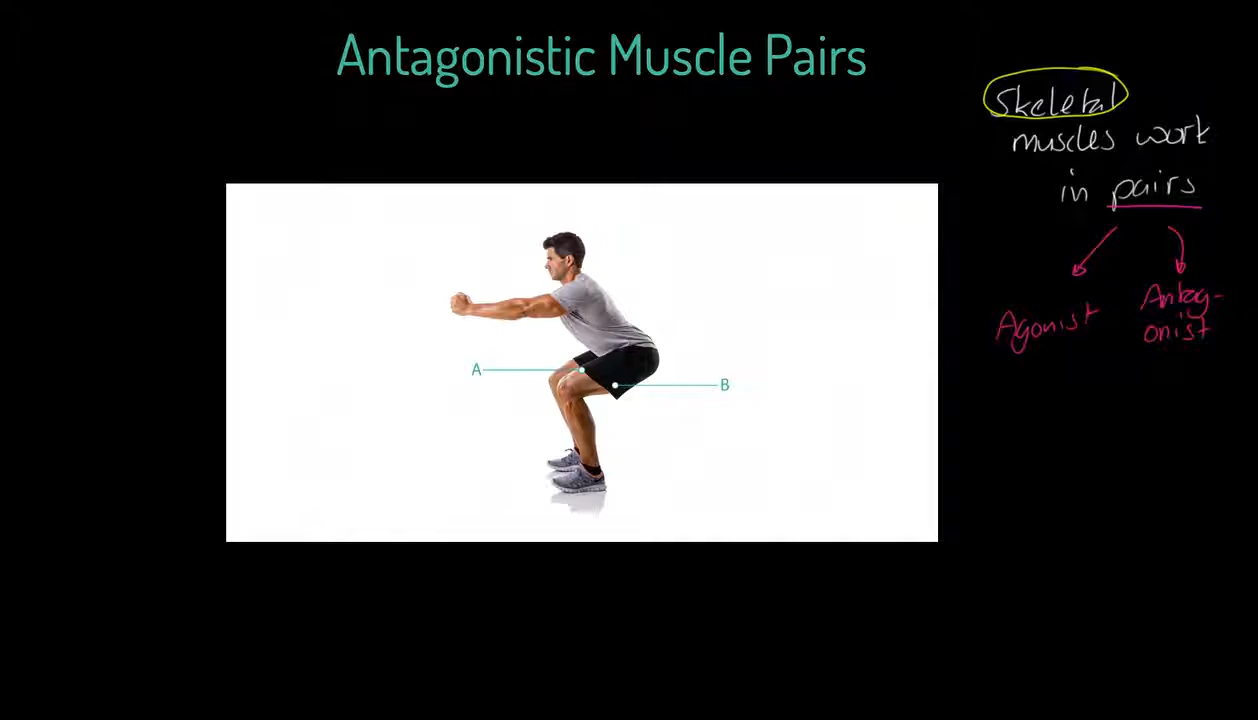 Antagonistic Muscle Pairs
Skeletal
muscles work
in pairs
Agonist
Antag-
onist
A
B